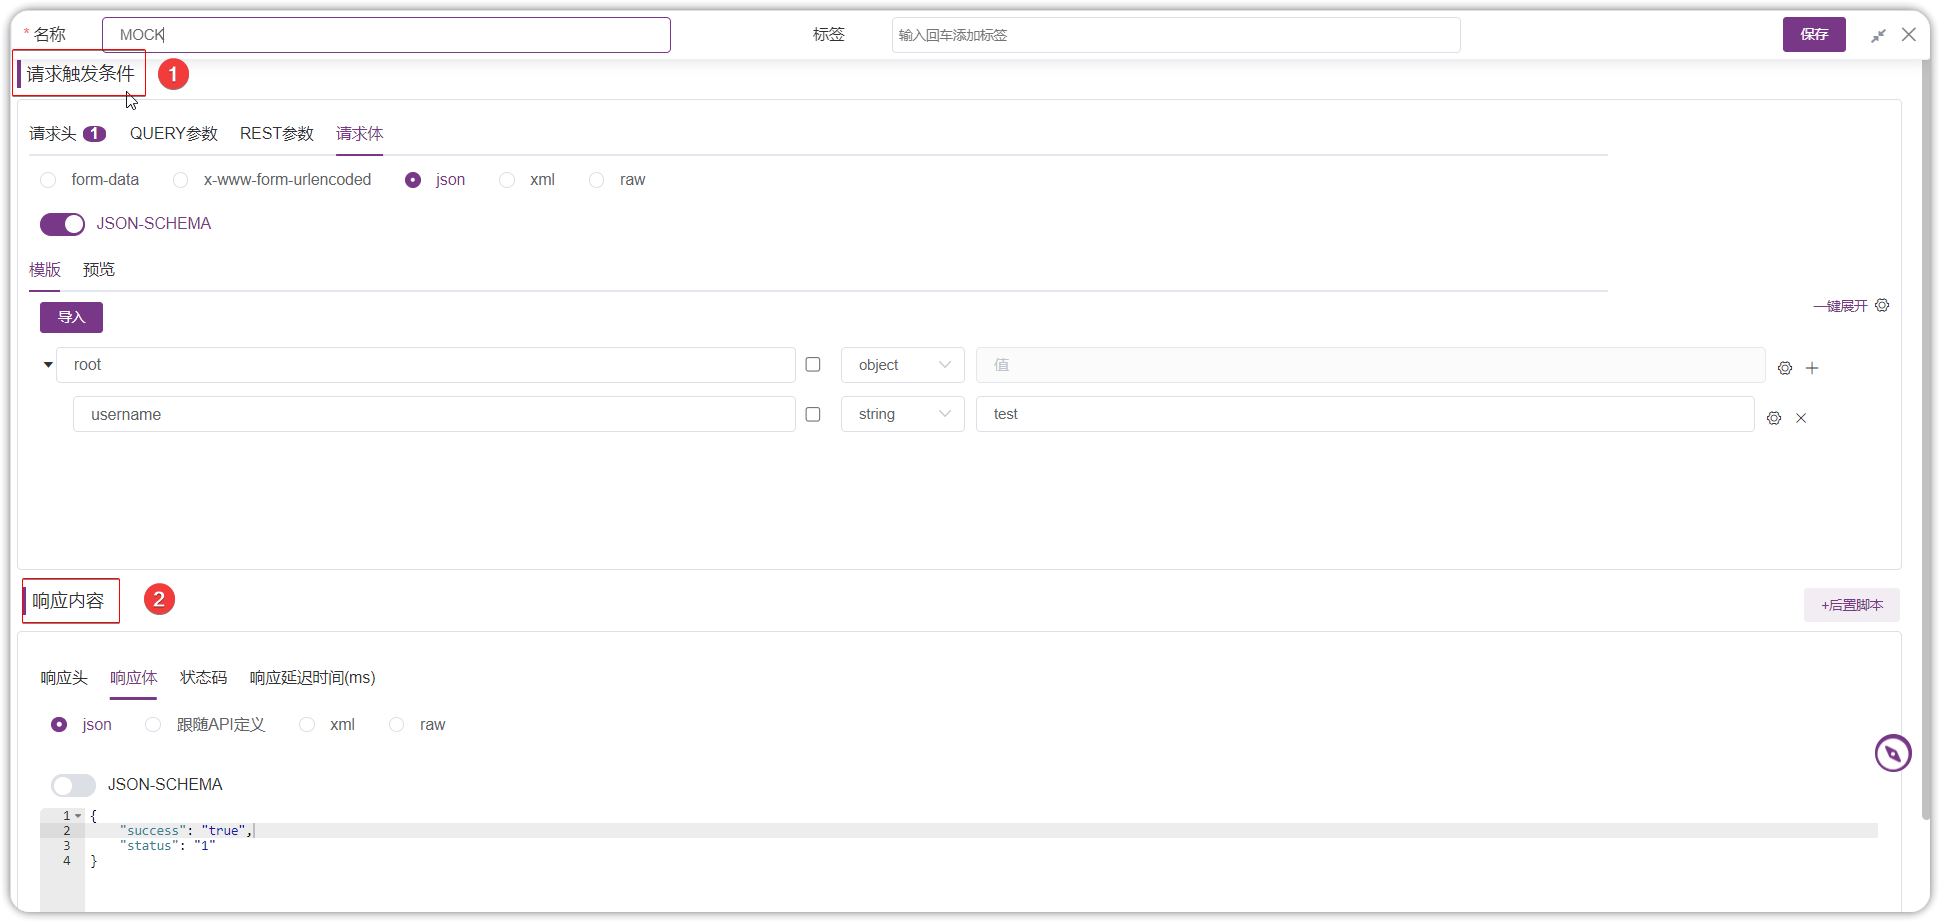 * 名称 MOCK 标签 输入回车添加标签 保存
请求触发条件 1
请求头 1 QUERY参数 REST参数 请求体
form-data x-www-form-urlencoded json xml raw
JSON-SCHEMA
模版 预览
导入 一键展开
root object 值
username string test
响应内容 2 +后置脚本
响应头 响应体 状态码 响应延迟时间(ms)
json 跟随API定义 xml raw
JSON-SCHEMA
1 {
2 "success": "true",
3 "status": "1"
4 }